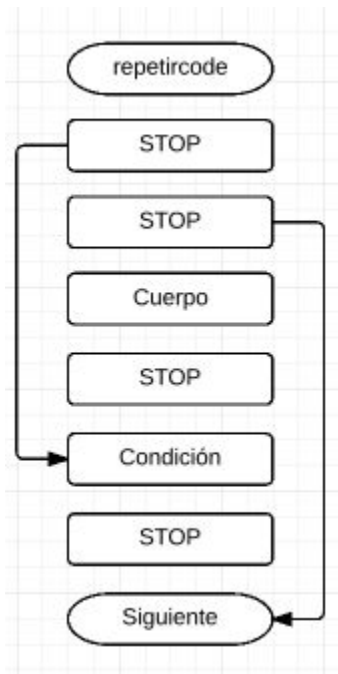 repetircode
STOP
STOP
Cuerpo
STOP
Condición
STOP
Siguiente